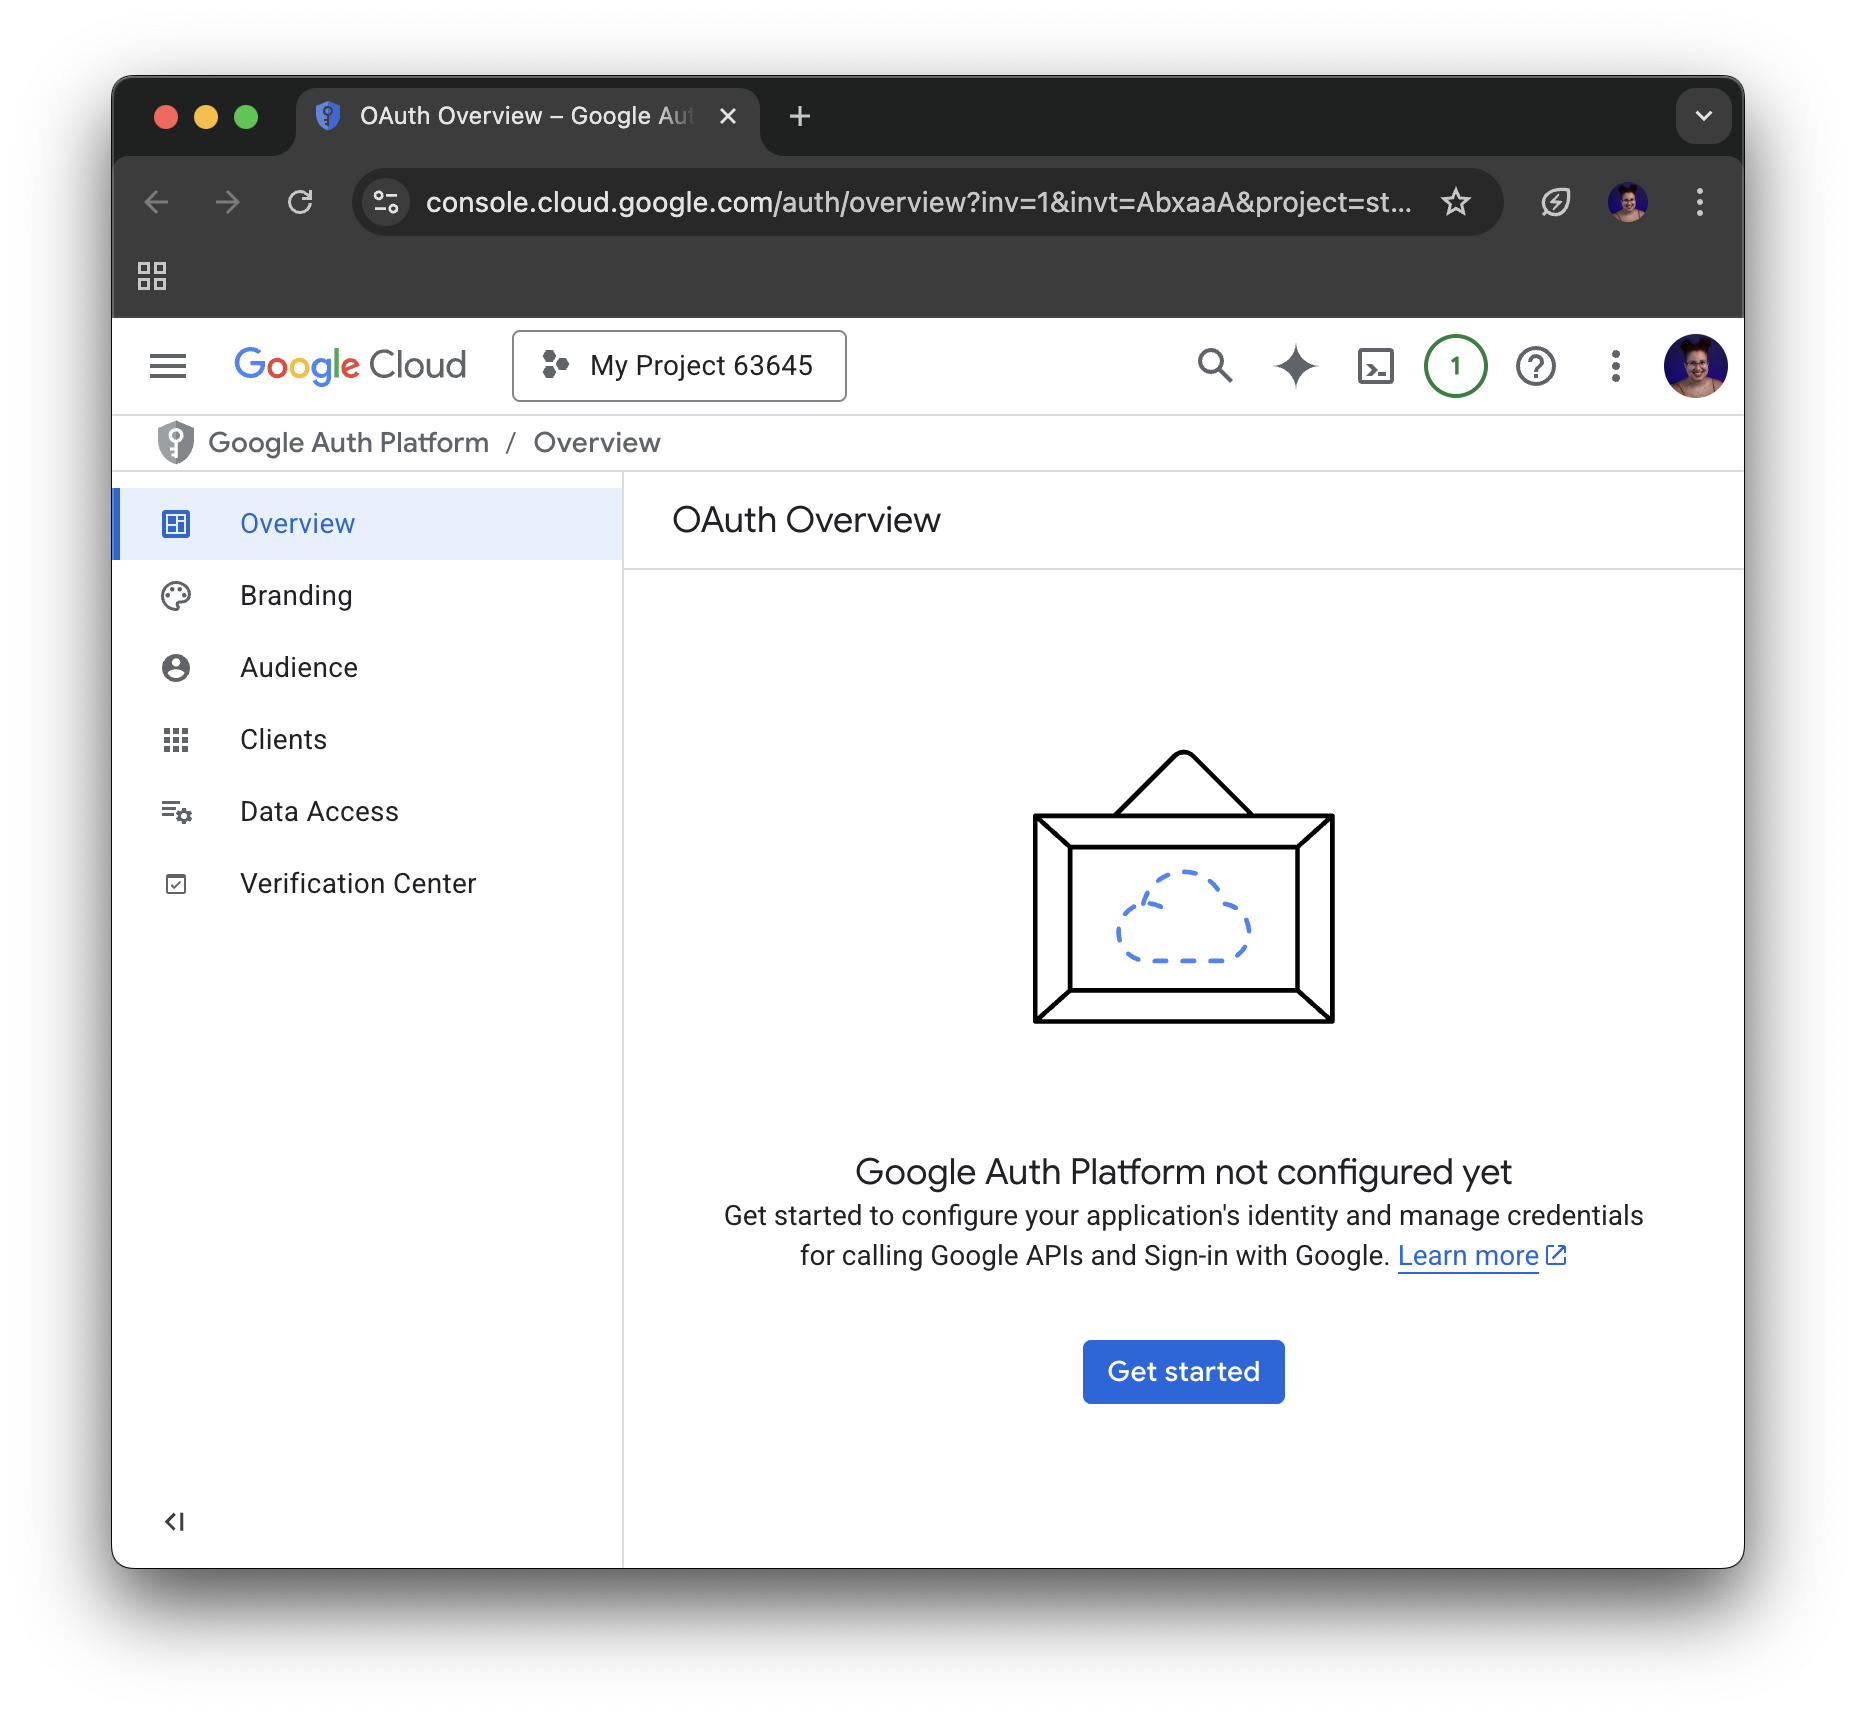 OAuth Overview – Google Aut
console.cloud.google.com/auth/overview?inv=1&invt=AbxaaA&project=st...
Google Cloud
My Project 63645
1
Google Auth Platform / Overview
Overview
Branding
Audience
Clients
Data Access
Verification Center
OAuth Overview
Google Auth Platform not configured yet
Get started to configure your application's identity and manage credentials
for calling Google APIs and Sign-in with Google. Learn more
Get started